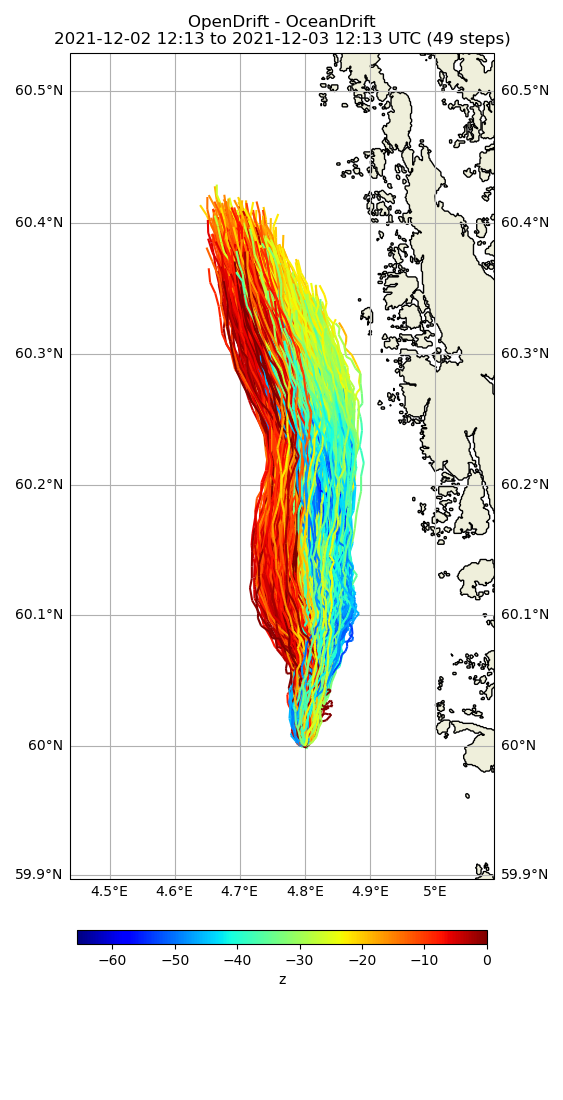 OpenDrift - OceanDrift
2021-12-02 12:13 to 2021-12-03 12:13 UTC (49 steps)
60.5°N 60.5°N
60.4°N 60.4°N
60.3°N 60.3°N
60.2°N 60.2°N
60.1°N 60.1°N
60°N 60°N
59.9°N 59.9°N
4.5°E 4.6°E 4.7°E 4.8°E 4.9°E 5°E
−60 −50 −40 −30 −20 −10 0
z